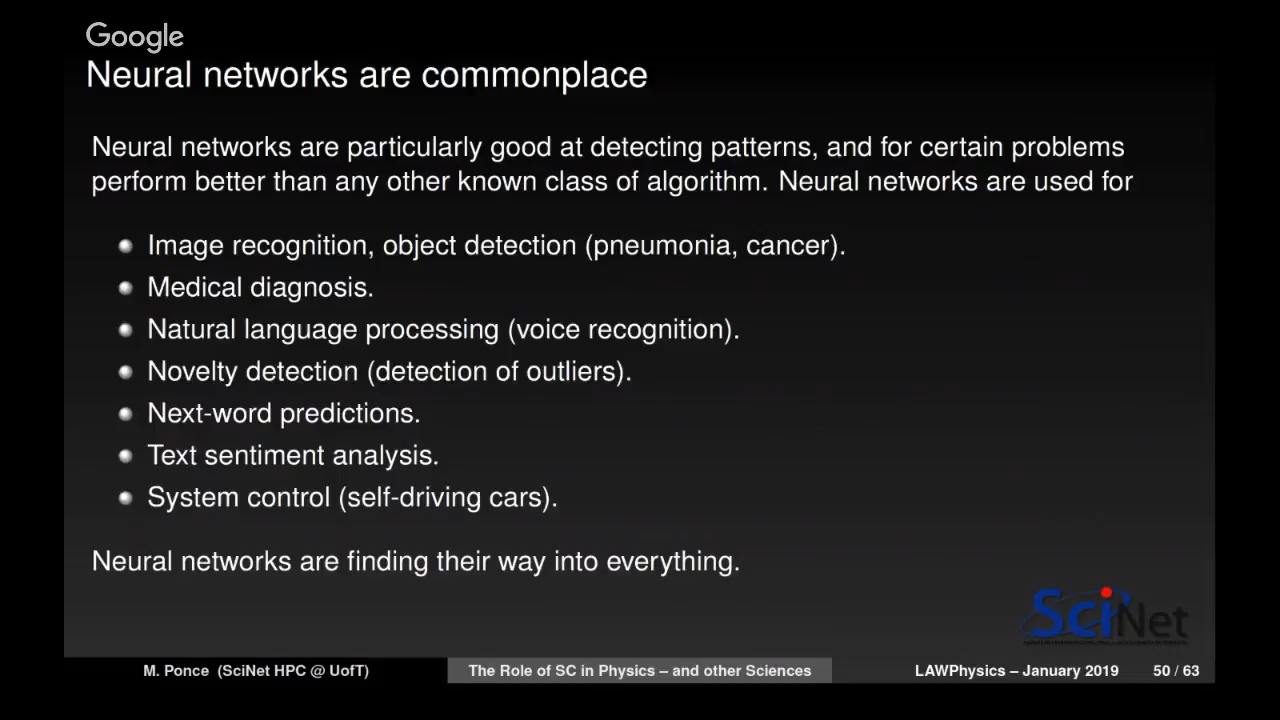 Google
Neural networks are commonplace
Neural networks are particularly good at detecting patterns, and for certain problems
perform better than any other known class of algorithm. Neural networks are used for
Image recognition, object detection (pneumonia, cancer).
Medical diagnosis.
Natural language processing (voice recognition).
Novelty detection (detection of outliers).
Next-word predictions.
Text sentiment analysis.
System control (self-driving cars).
Neural networks are finding their way into everything.
SciNet
M. Ponce (SciNet HPC @ UofT)
The Role of SC in Physics – and other Sciences
LAWPhysics – January 2019
50 / 63